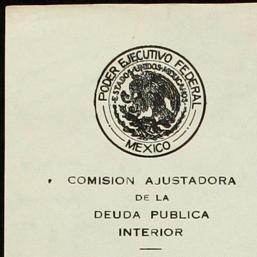 PODER EJECUTIVO FEDERAL
ESTADOS UNIDOS MEXICANOS
MEXICO
COMISION AJUSTADORA
DE LA
DEUDA PUBLICA
INTERIOR